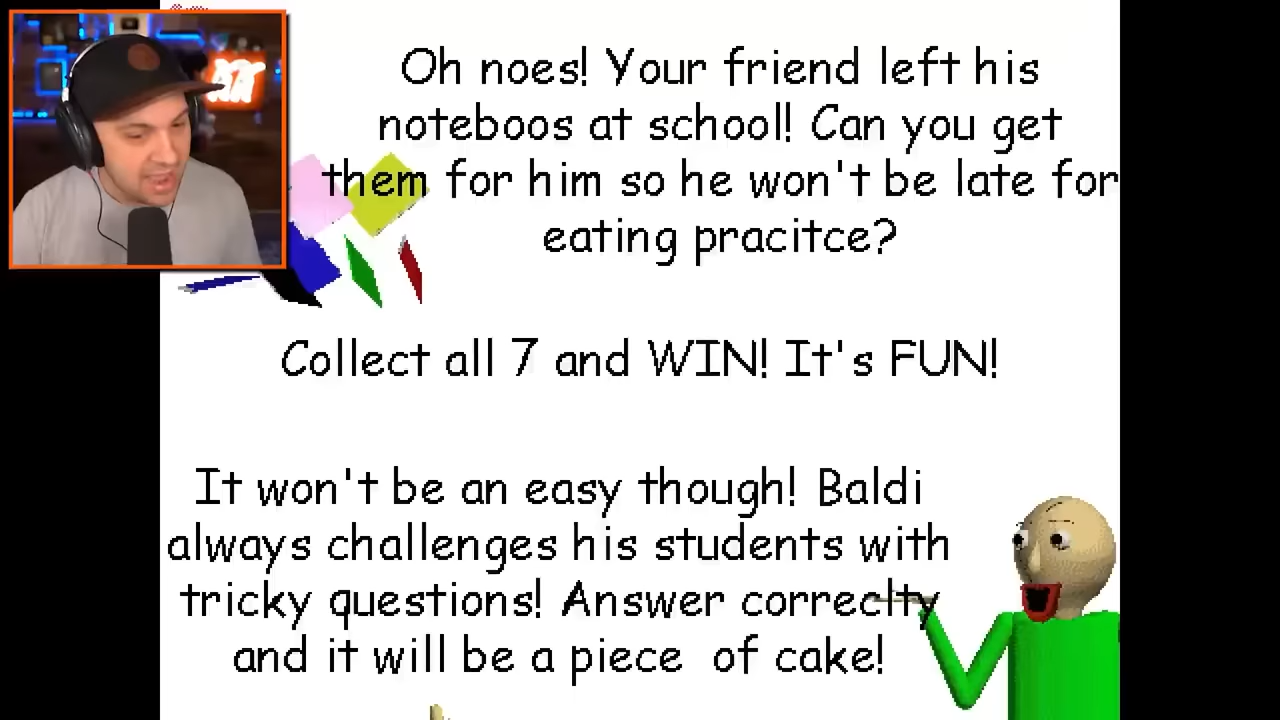 Oh noes! Your friend left his
noteboos at school! Can you get
them for him so he won't be late for
eating pracitce?
Collect all 7 and WIN! It's FUN!
It won't be an easy though! Baldi
always challenges his students with
tricky questions! Answer correclty
and it will be a piece of cake!